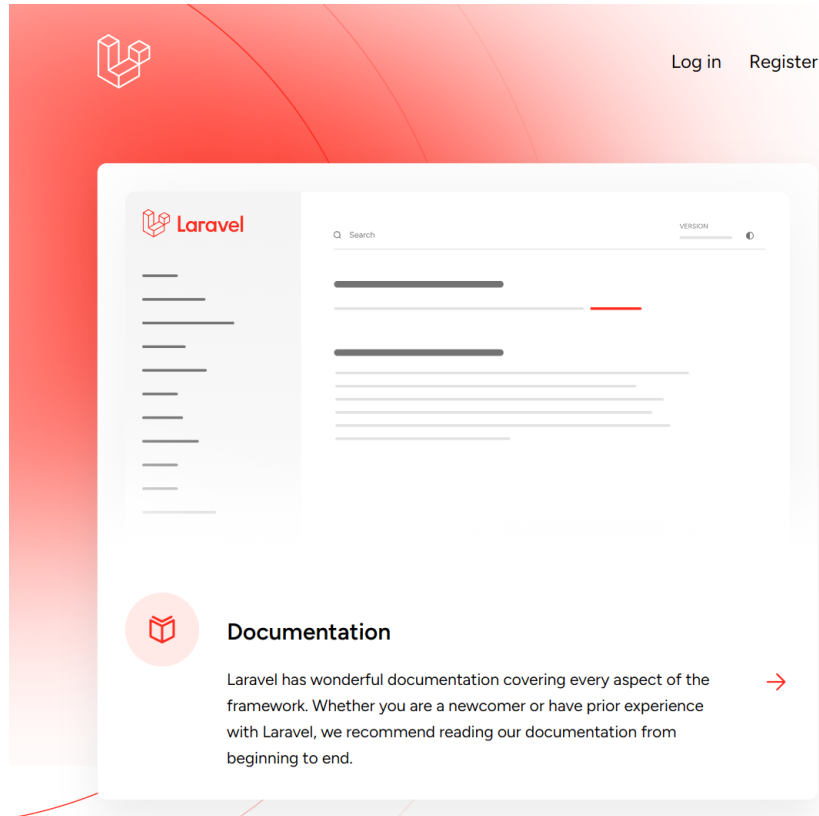 Log in Register
Laravel
Search
VERSION
Documentation
Laravel has wonderful documentation covering every aspect of the
framework. Whether you are a newcomer or have prior experience
with Laravel, we recommend reading our documentation from
beginning to end.